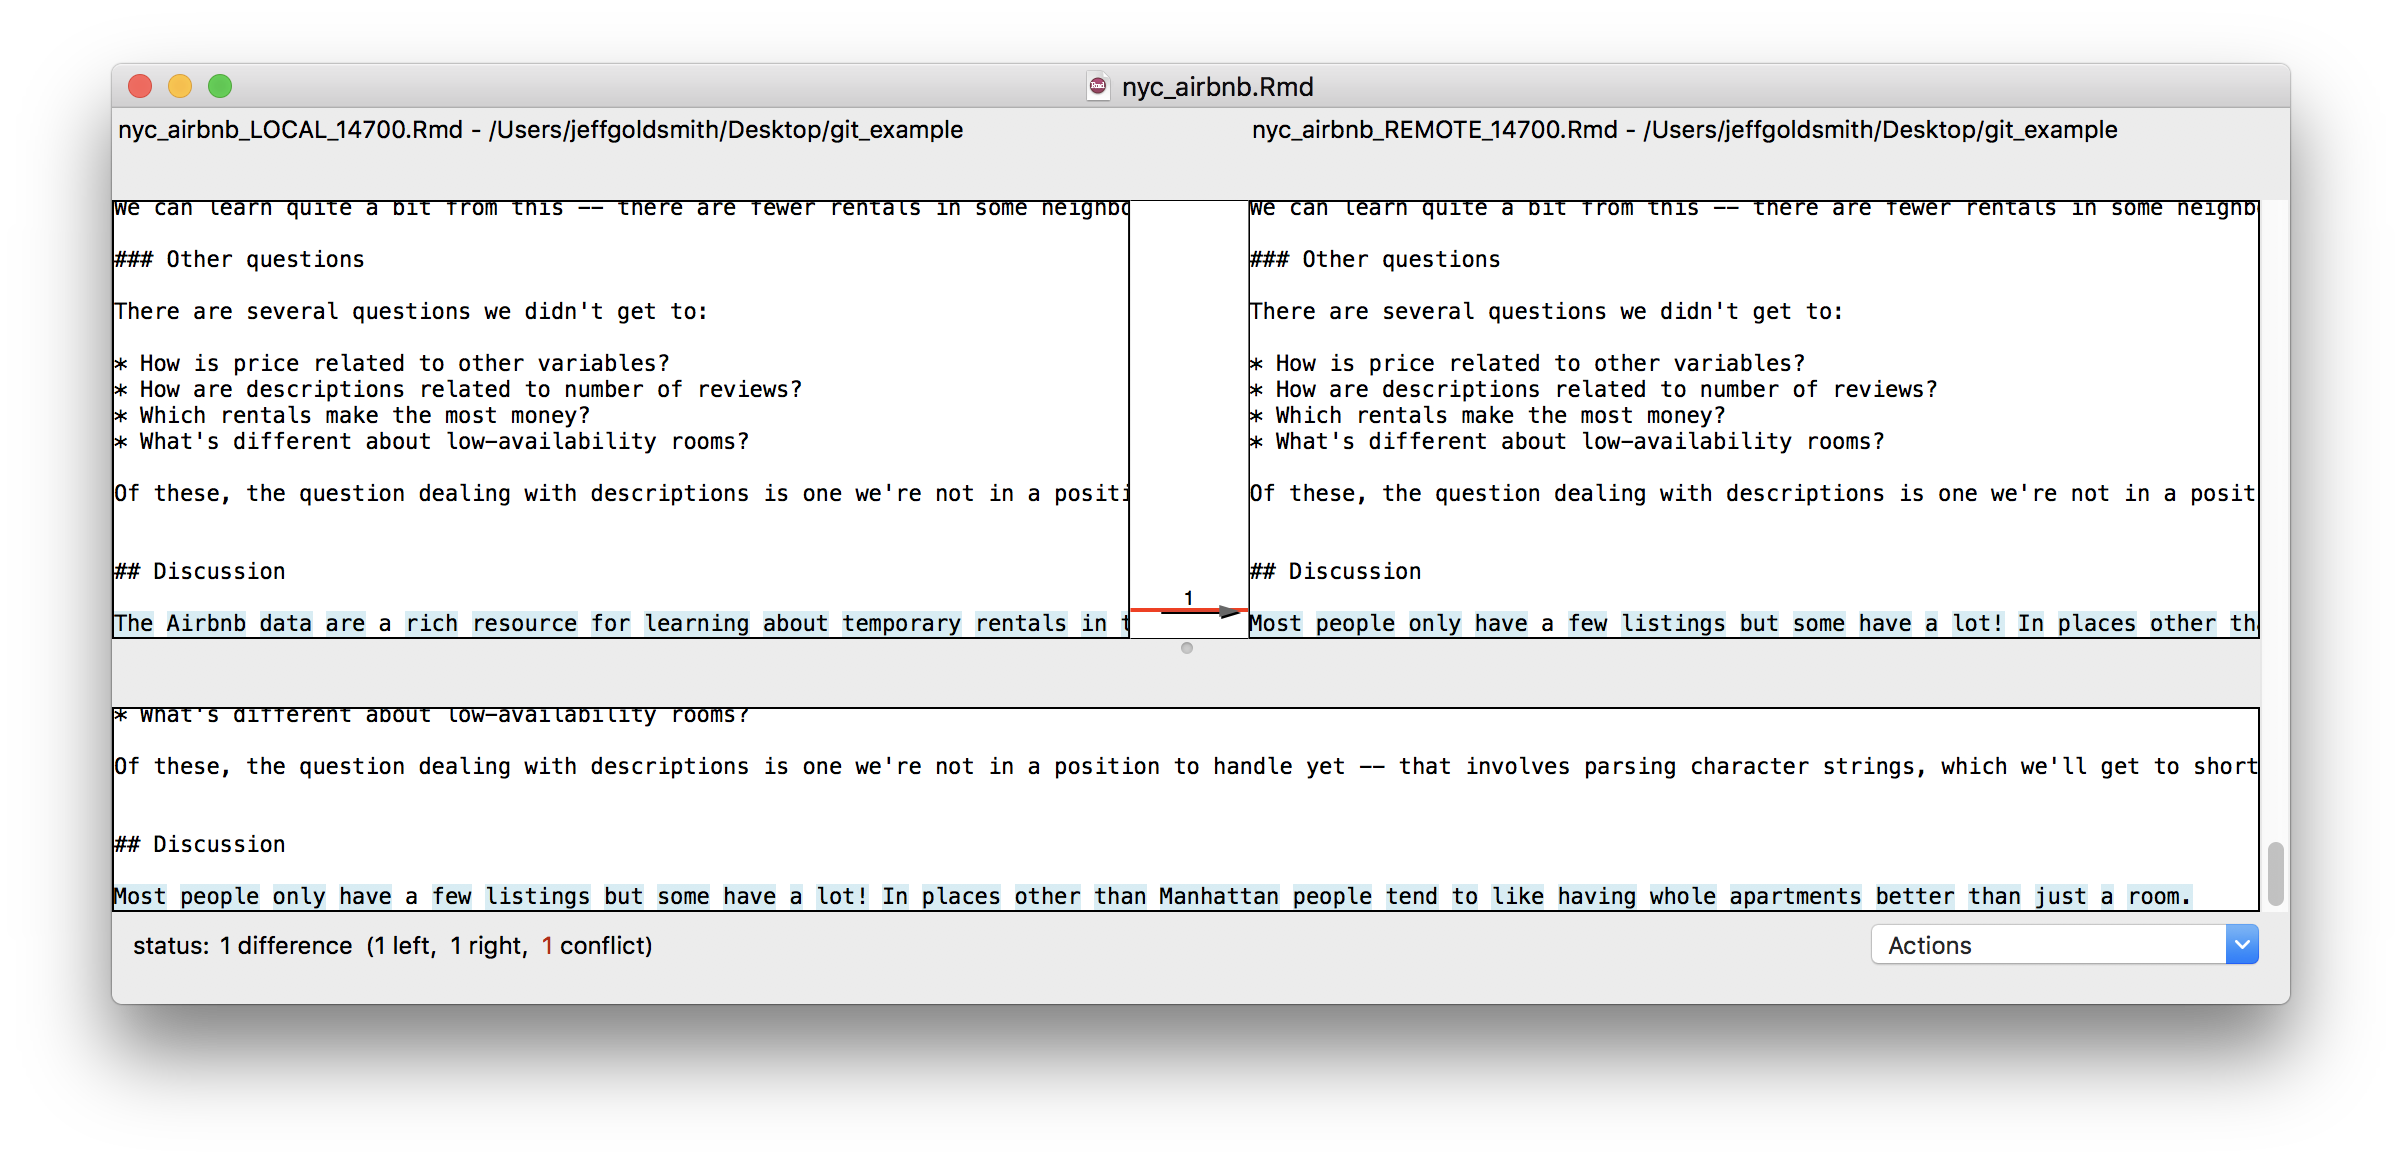 nyc_airbnb.Rmd
nyc_airbnb_LOCAL_14700.Rmd - /Users/jeffgoldsmith/Desktop/git_example
nyc_airbnb_REMOTE_14700.Rmd - /Users/jeffgoldsmith/Desktop/git_example
We can learn quite a bit from this -- there are fewer rentals in some neighbo
### Other questions
There are several questions we didn't get to:
* How is price related to other variables?
* How are descriptions related to number of reviews?
* Which rentals make the most money?
* What's different about low-availability rooms?
Of these, the question dealing with descriptions is one we're not in a positi
## Discussion
The Airbnb data are a rich resource for learning about temporary rentals in t
1
We can learn quite a bit from this -- there are fewer rentals in some neighb
### Other questions
There are several questions we didn't get to:
* How is price related to other variables?
* How are descriptions related to number of reviews?
* Which rentals make the most money?
* What's different about low-availability rooms?
Of these, the question dealing with descriptions is one we're not in a posit
## Discussion
Most people only have a few listings but some have a lot! In places other tha
* What's different about low-availability rooms?
Of these, the question dealing with descriptions is one we're not in a position to handle yet -- that involves parsing character strings, which we'll get to short
## Discussion
Most people only have a few listings but some have a lot! In places other than Manhattan people tend to like having whole apartments better than just a room.
status: 1 difference (1 left, 1 right, 1 conflict)
Actions